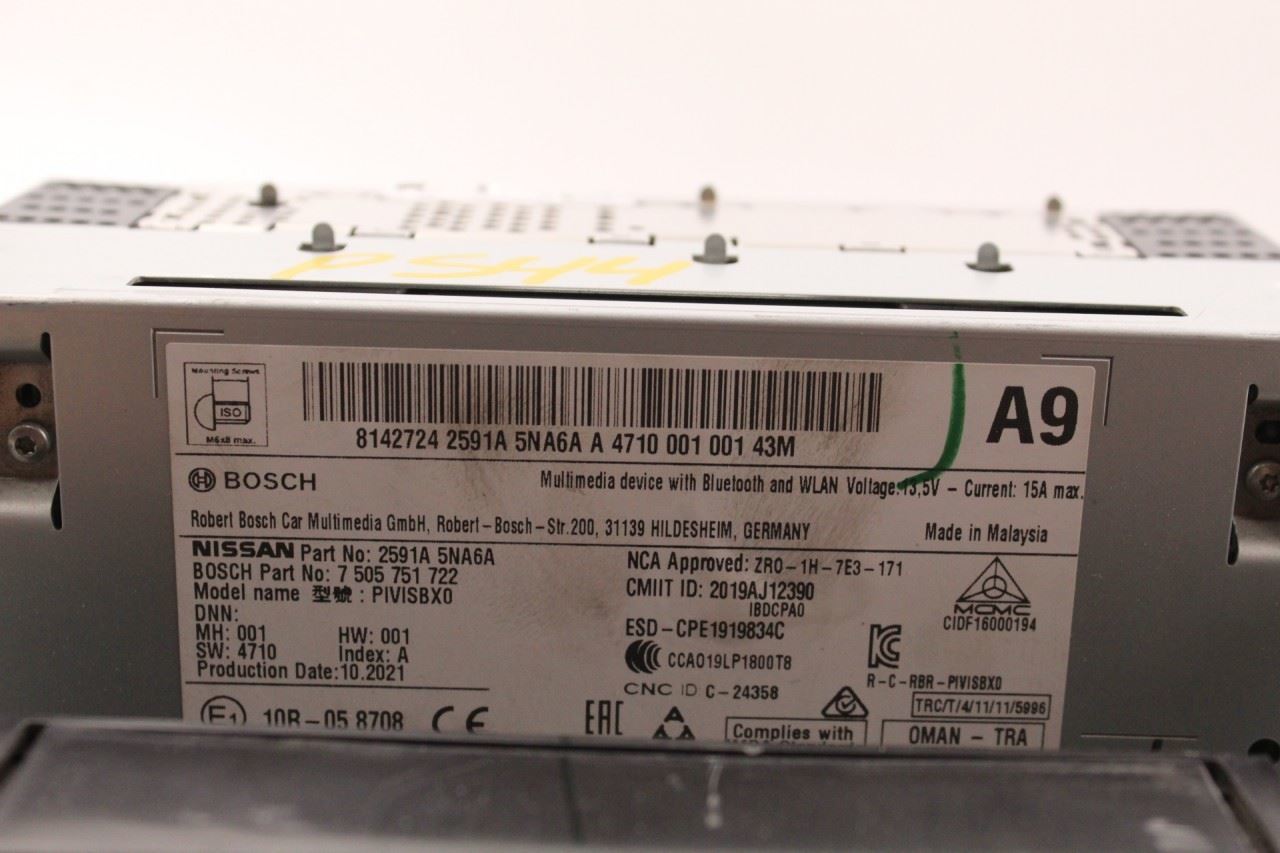 Mounting Screws
ISO
M6x8 max.
8142724 2591A 5NA6A A 4710 001 001 43M
A9
BOSCH
Multimedia device with Bluetooth and WLAN Voltage:13,5V – Current: 15A max.
Robert Bosch Car Multimedia GmbH, Robert–Bosch–Str.200, 31139 HILDESHEIM, GERMANY
Made in Malaysia
NISSAN Part No: 2591A 5NA6A
BOSCH Part No: 7 505 751 722
Model name 型號 : PIVISBX0
DNN:
MH: 001 HW: 001
SW: 4710 Index: A
Production Date:10.2021
E1 10R–05 8708 CE
NCA Approved: ZRO–1H–7E3–171
CMIIT ID: 2019AJ12390
IBDCPA0
ESD–CPE1919834C
CCAO19LP1800T8
CNC ID C–24358
EAC
Complies with
MCMC
CIDF16000194
R–C–RBR–PIVISBX0
TRC/T/4/11/11/5996
OMAN – TRA